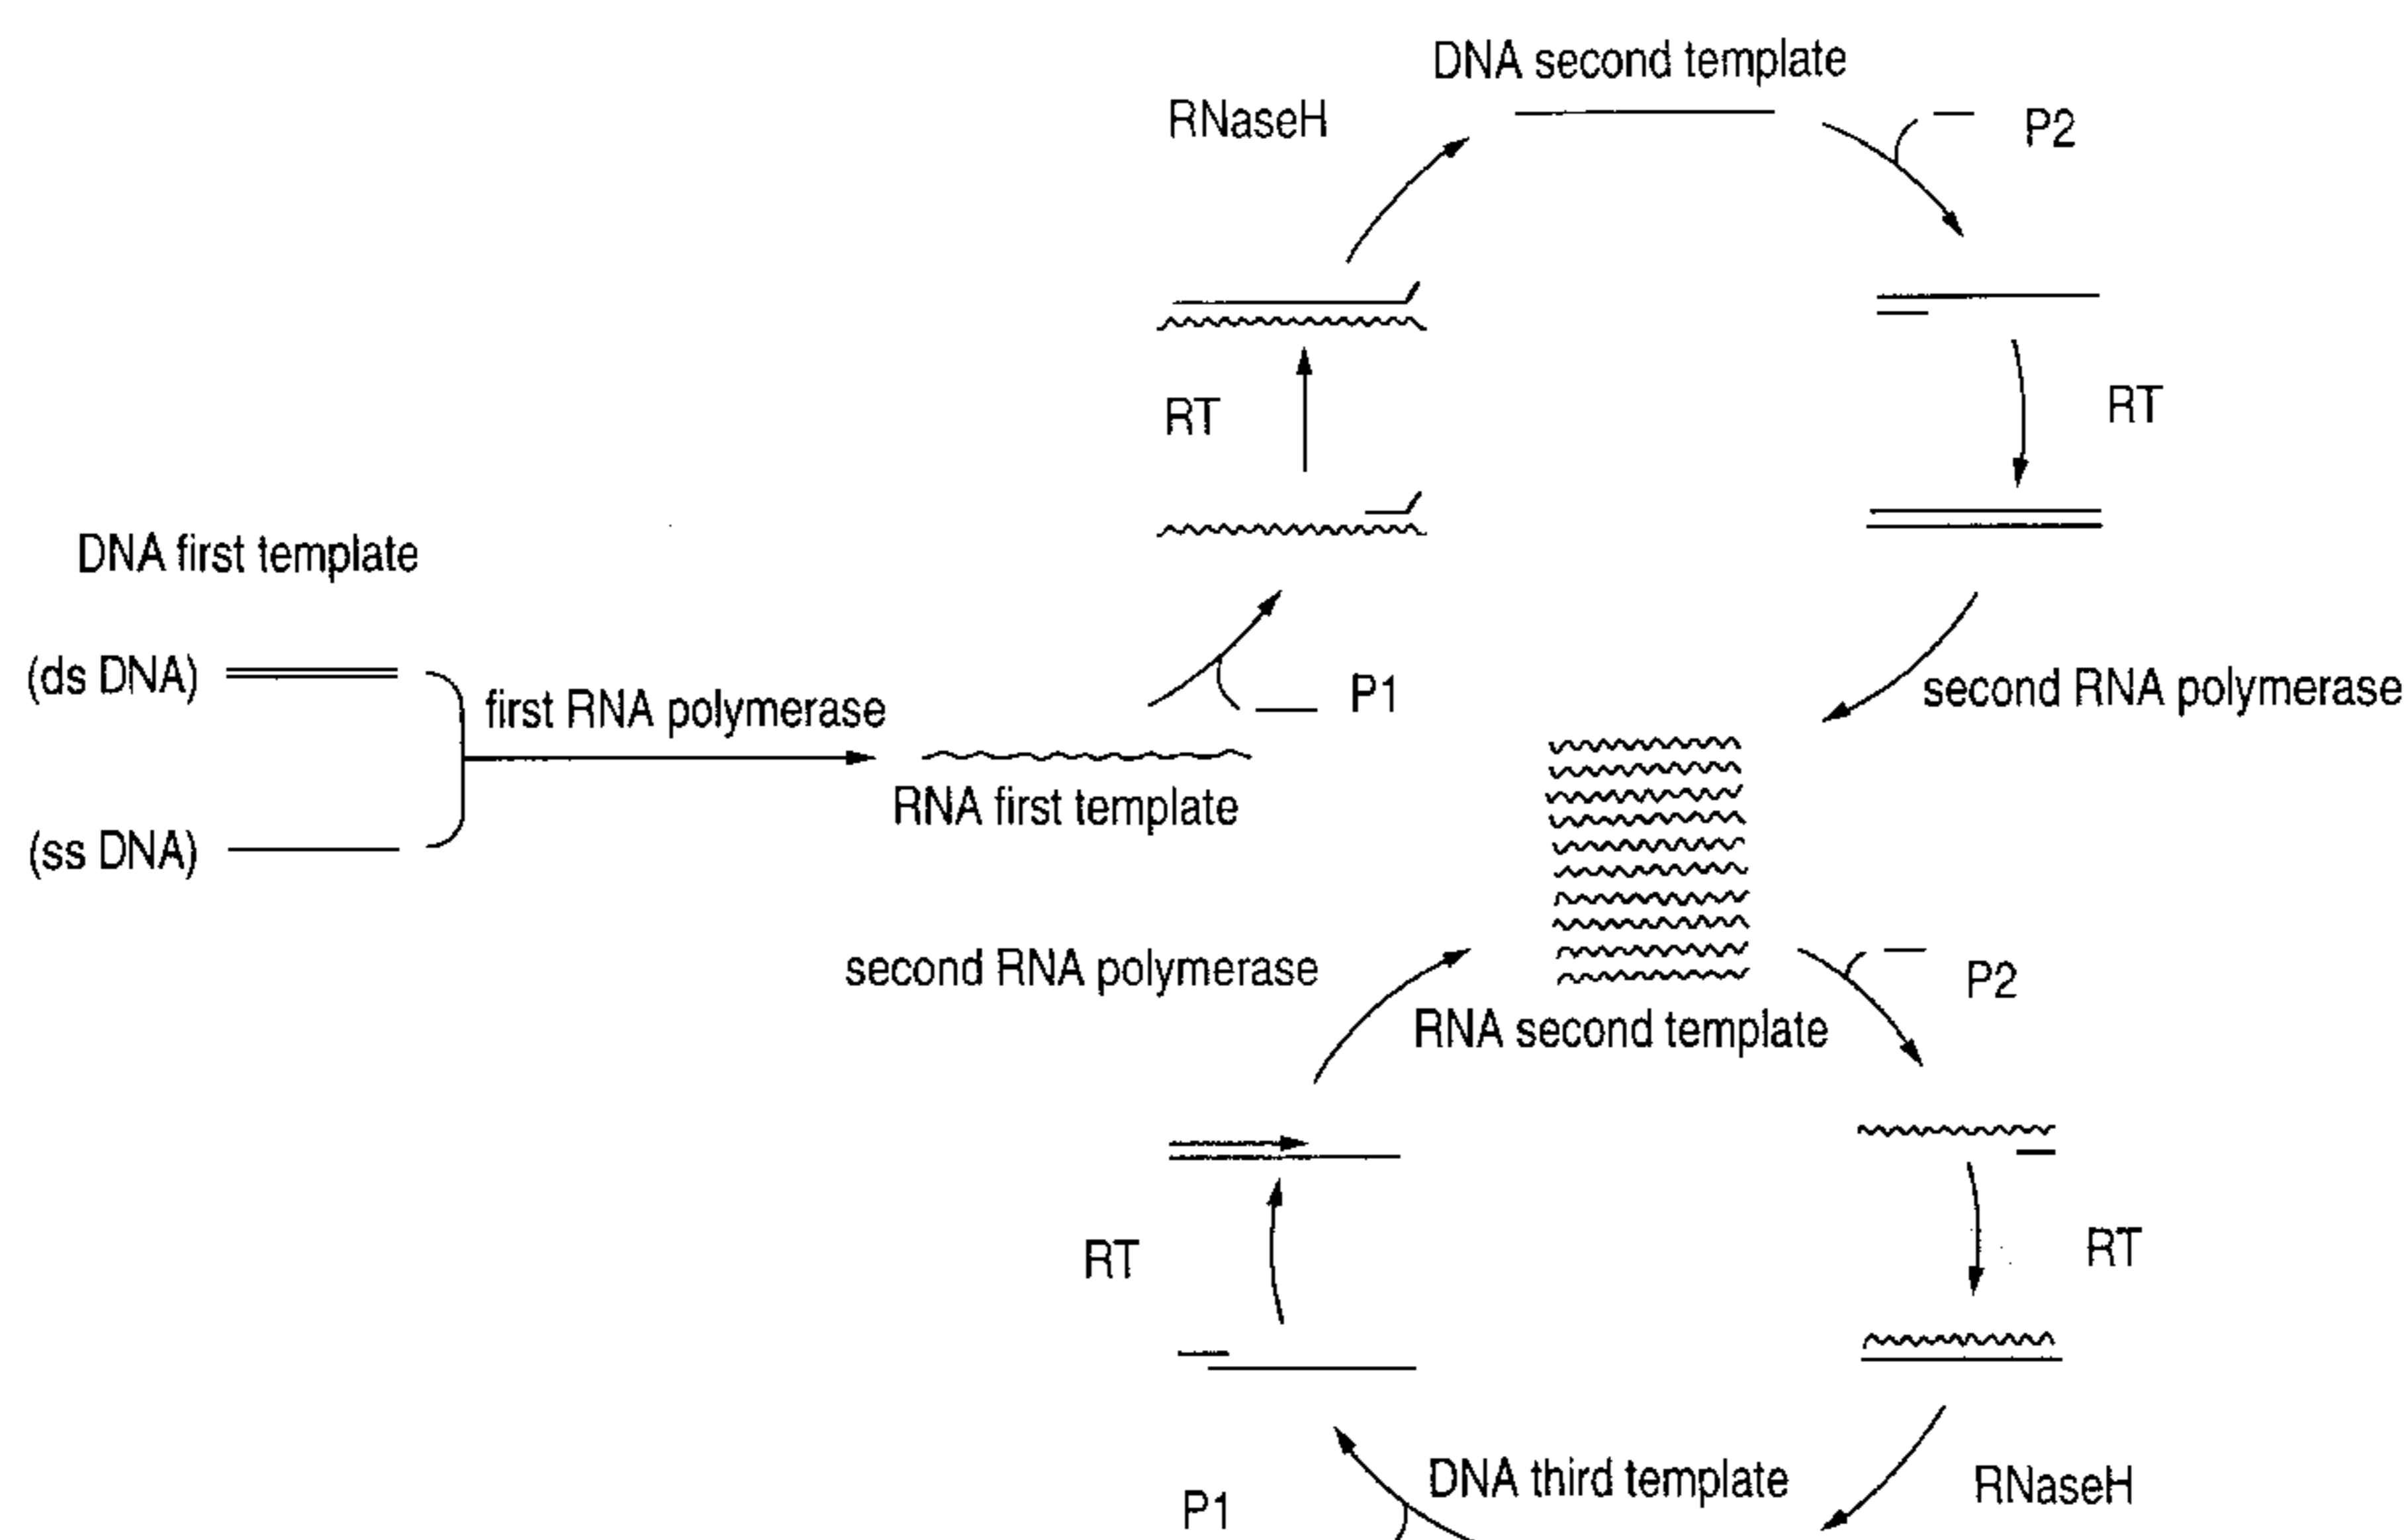 DNA second template
RNaseH
P2
RT
RT
DNA first template
(ds DNA)
first RNA polymerase
P1
second RNA polymerase
RNA first template
(ss DNA)
second RNA polymerase
P2
RNA second template
RT
RT
DNA third template
RNaseH
P1